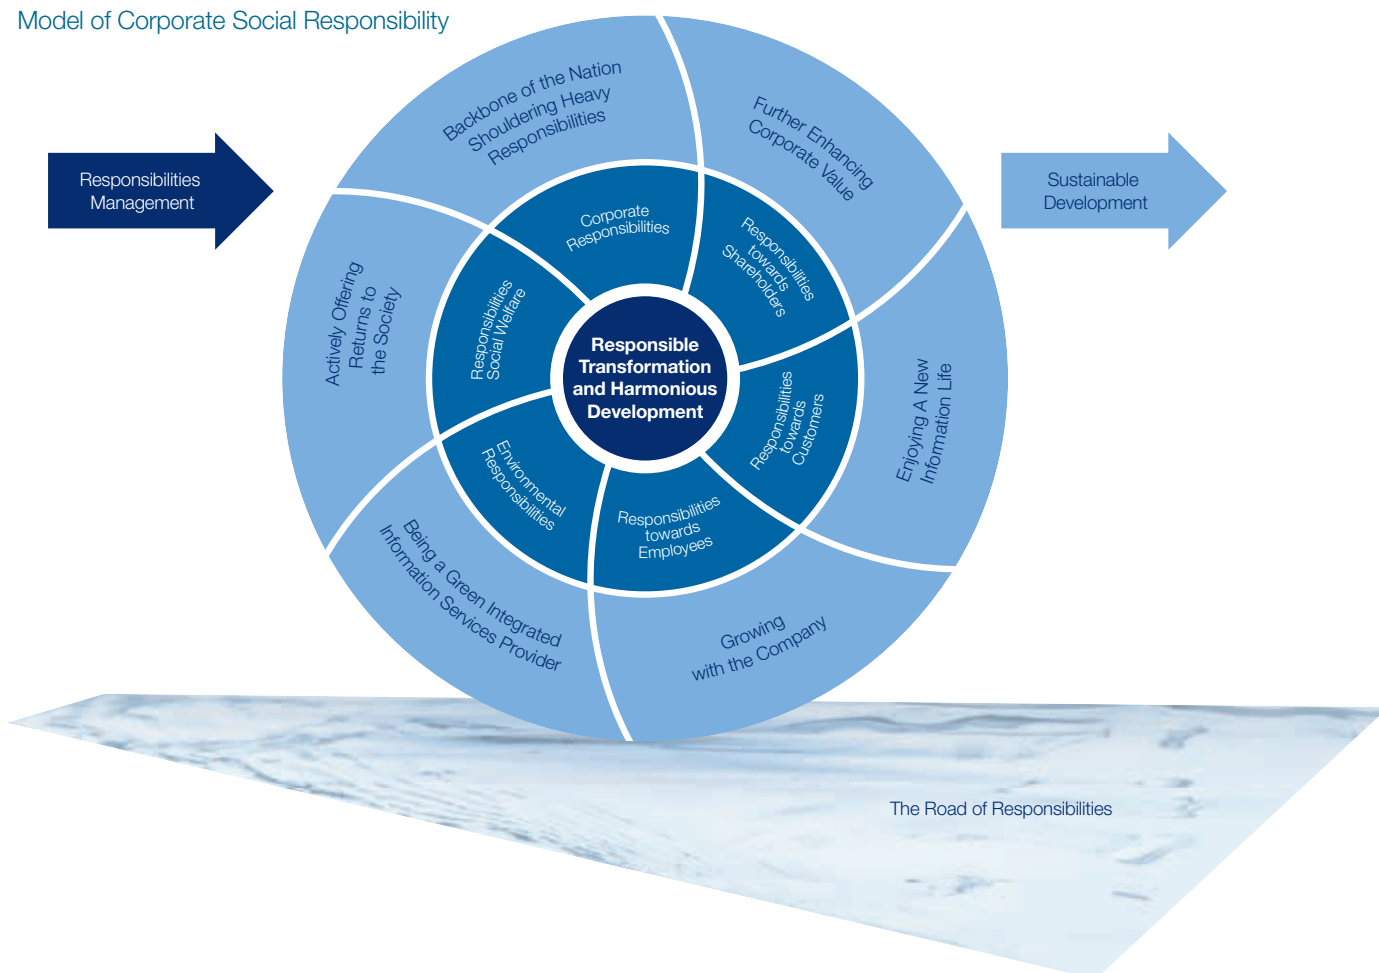 Model of Corporate Social Responsibility
Responsibilities
Management
Sustainable
Development
Backbone of the Nation
Shouldering Heavy
Responsibilities
Further Enhancing
Corporate Value
Enjoying A New
Information Life
Growing
with the Company
Being a Green Integrated
Information Services Provider
Actively Offering
Returns to
the Society
Corporate
Responsibilities
Responsibilities
towards
Shareholders
Responsibilities
towards
Customers
Responsibilities
towards
Employees
Environmental
Responsibilities
Responsibilities
Social Welfare
Responsible
Transformation
and Harmonious
Development
The Road of Responsibilities